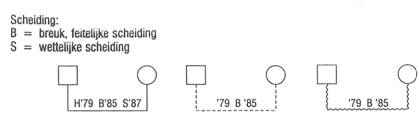 Scheiding:
B = breuk, feitelijke scheiding
S = wettelijke scheiding
H'79 B'85 S'87
'79 B '85
'79 B '85